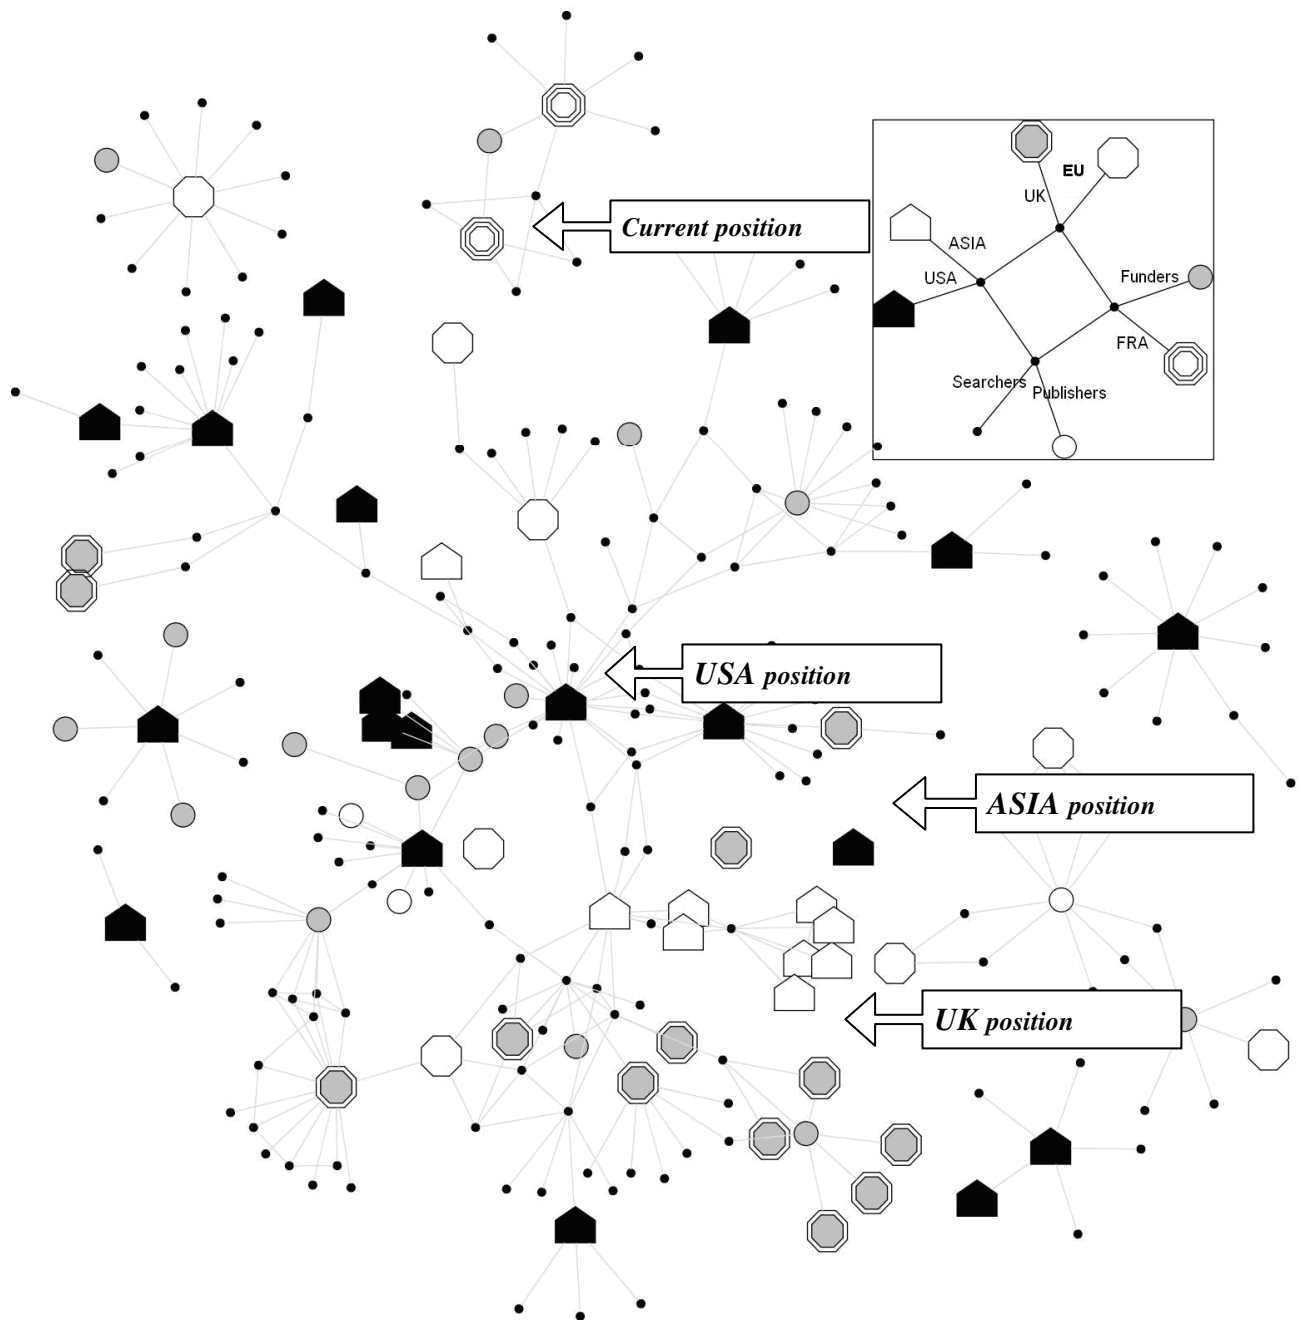 EU
UK
Current position
ASIA
USA
Funders
FRA
Searchers
Publishers
USA position
ASIA position
UK position